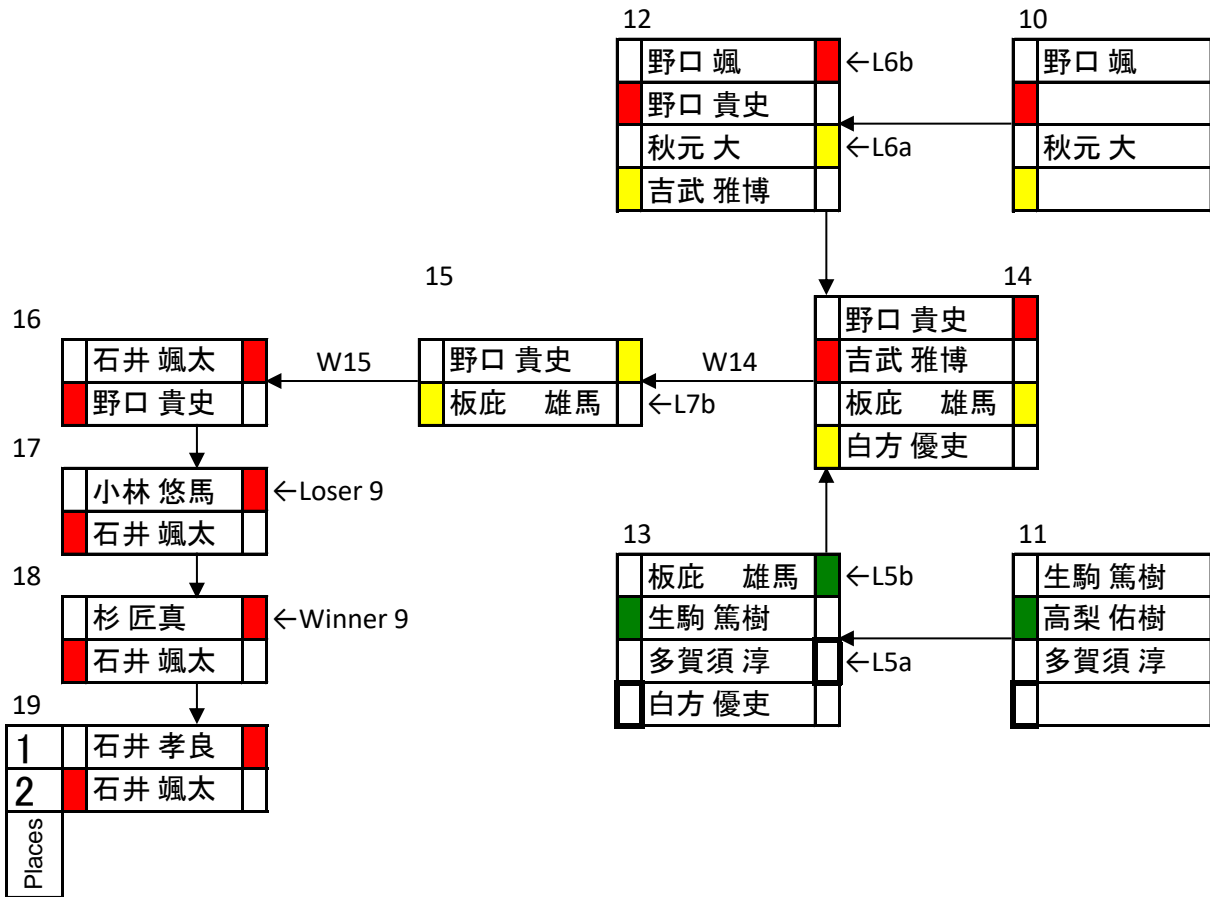 12
10
野口 颯
←L6b
野口 貴史
秋元 大
←L6a
吉武 雅博
野口 颯
秋元 大
15
14
16
野口 貴史
吉武 雅博
板庇 雄馬
白方 優吏
W14
野口 貴史
板庇 雄馬
←L7b
W15
石井 颯太
野口 貴史
17
小林 悠馬
←Loser 9
石井 颯太
13
11
板庇 雄馬
←L5b
生駒 篤樹
多賀須 淳
←L5a
白方 優吏
生駒 篤樹
高梨 佑樹
多賀須 淳
18
杉 匠真
←Winner 9
石井 颯太
19
1 石井 孝良
2 石井 颯太
Places